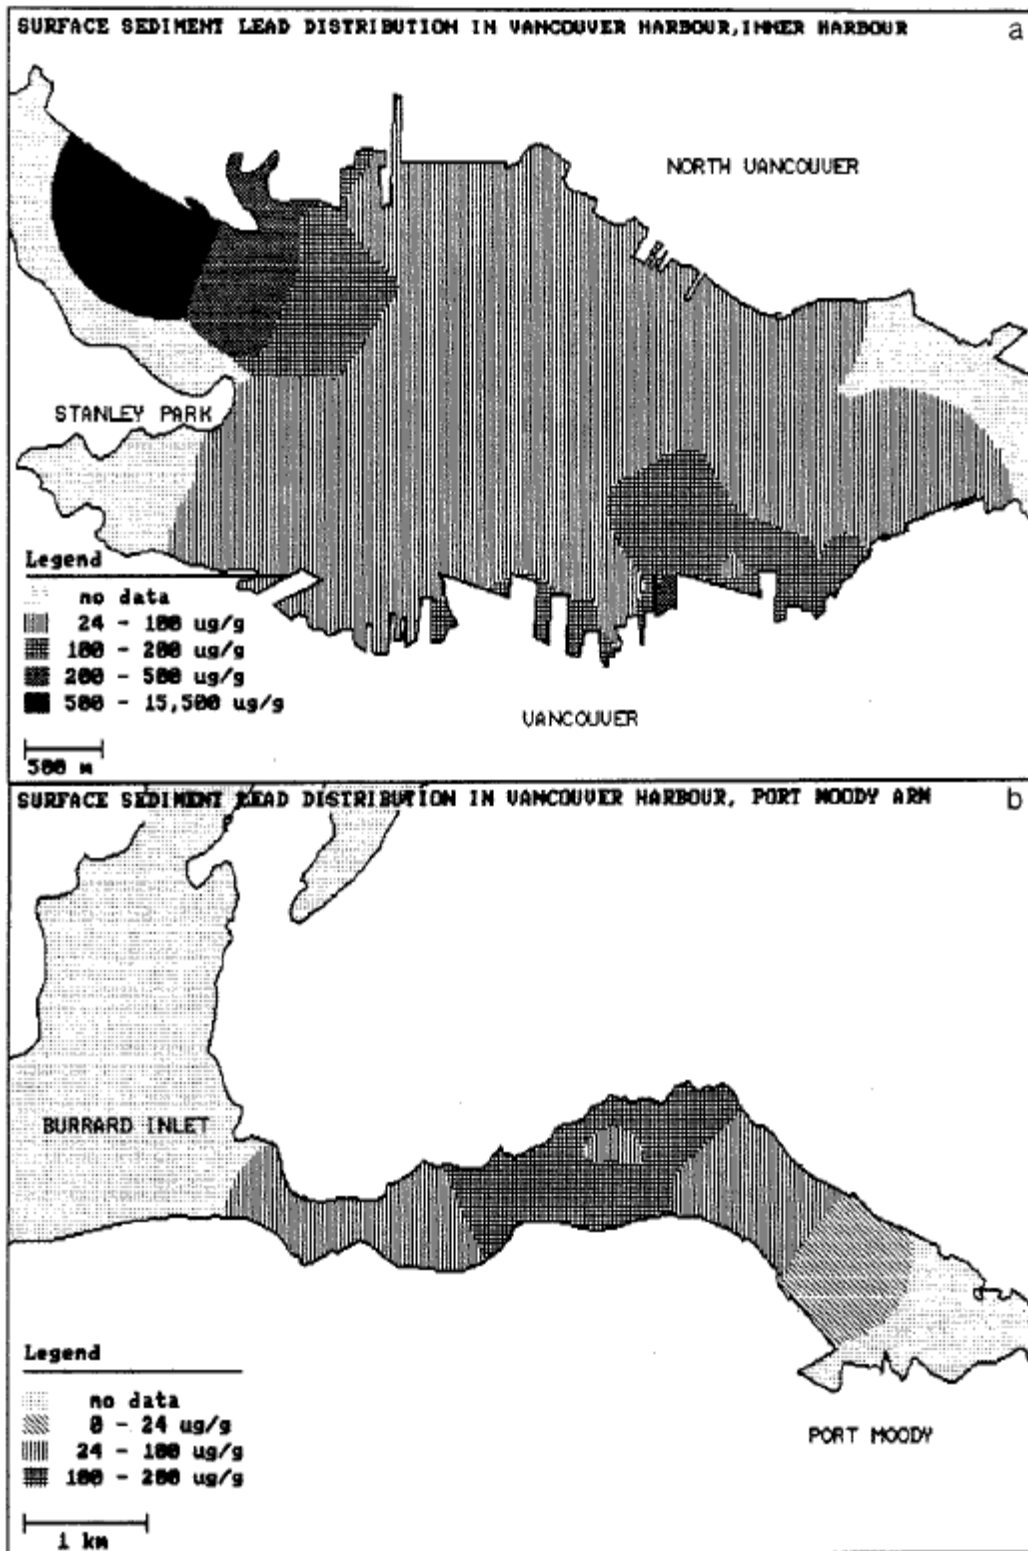 SURFACE SEDIMENT LEAD DISTRIBUTION IN VANCOUVER HARBOUR, INNER HARBOUR
a
NORTH VANCOUVER
STANLEY PARK
Legend
no data
24 - 100 ug/g
100 - 200 ug/g
200 - 500 ug/g
500 - 15,500 ug/g
VANCOUVER
500 m
SURFACE SEDIMENT LEAD DISTRIBUTION IN VANCOUVER HARBOUR, PORT MOODY ARM
b
BURRARD INLET
Legend
no data
0 - 24 ug/g
24 - 100 ug/g
100 - 200 ug/g
PORT MOODY
1 km